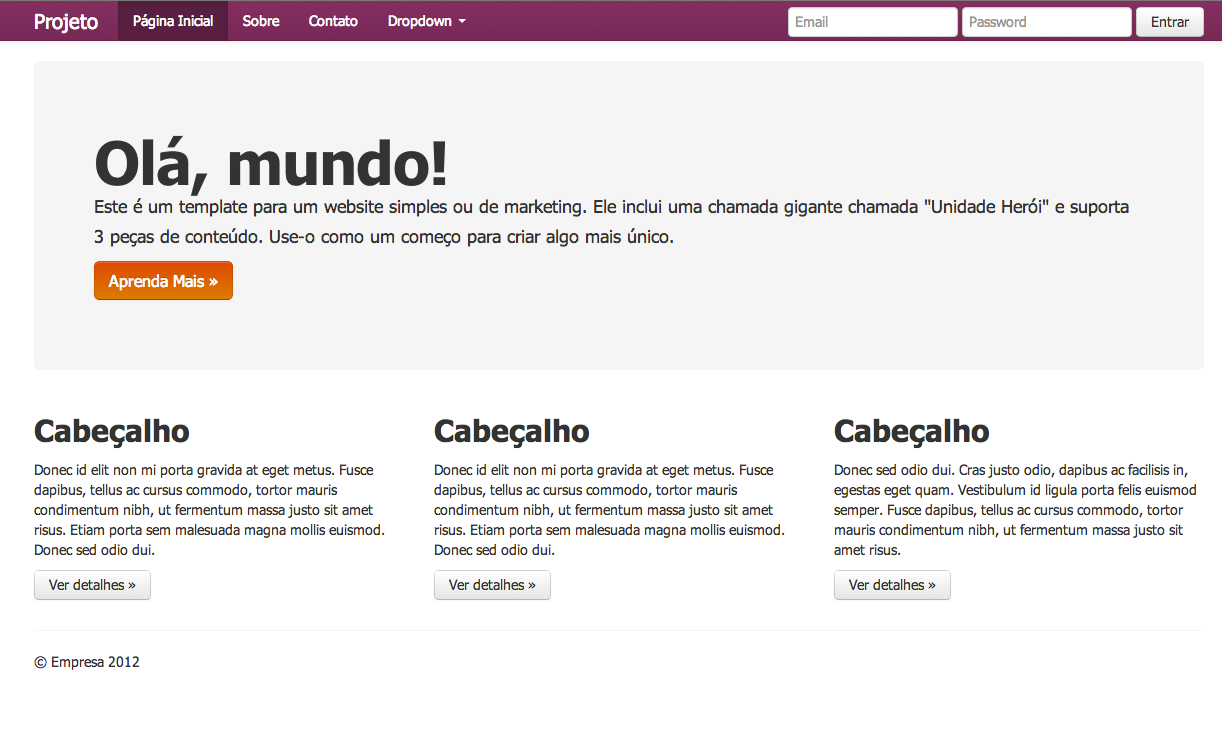 Projeto Página Inicial Sobre Contato Dropdown Email Password Entrar
Olá, mundo!
Este é um template para um website simples ou de marketing. Ele inclui uma chamada gigante chamada "Unidade Herói" e suporta
3 peças de conteúdo. Use-o como um começo para criar algo mais único.
Aprenda Mais »
Cabeçalho
Donec id elit non mi porta gravida at eget metus. Fusce
dapibus, tellus ac cursus commodo, tortor mauris
condimentum nibh, ut fermentum massa justo sit amet
risus. Etiam porta sem malesuada magna mollis euismod.
Donec sed odio dui.
Ver detalhes »
Cabeçalho
Donec id elit non mi porta gravida at eget metus. Fusce
dapibus, tellus ac cursus commodo, tortor mauris
condimentum nibh, ut fermentum massa justo sit amet
risus. Etiam porta sem malesuada magna mollis euismod.
Donec sed odio dui.
Ver detalhes »
Cabeçalho
Donec sed odio dui. Cras justo odio, dapibus ac facilisis in,
egestas eget quam. Vestibulum id ligula porta felis euismod
semper. Fusce dapibus, tellus ac cursus commodo, tortor
mauris condimentum nibh, ut fermentum massa justo sit
amet risus.
Ver detalhes »
© Empresa 2012